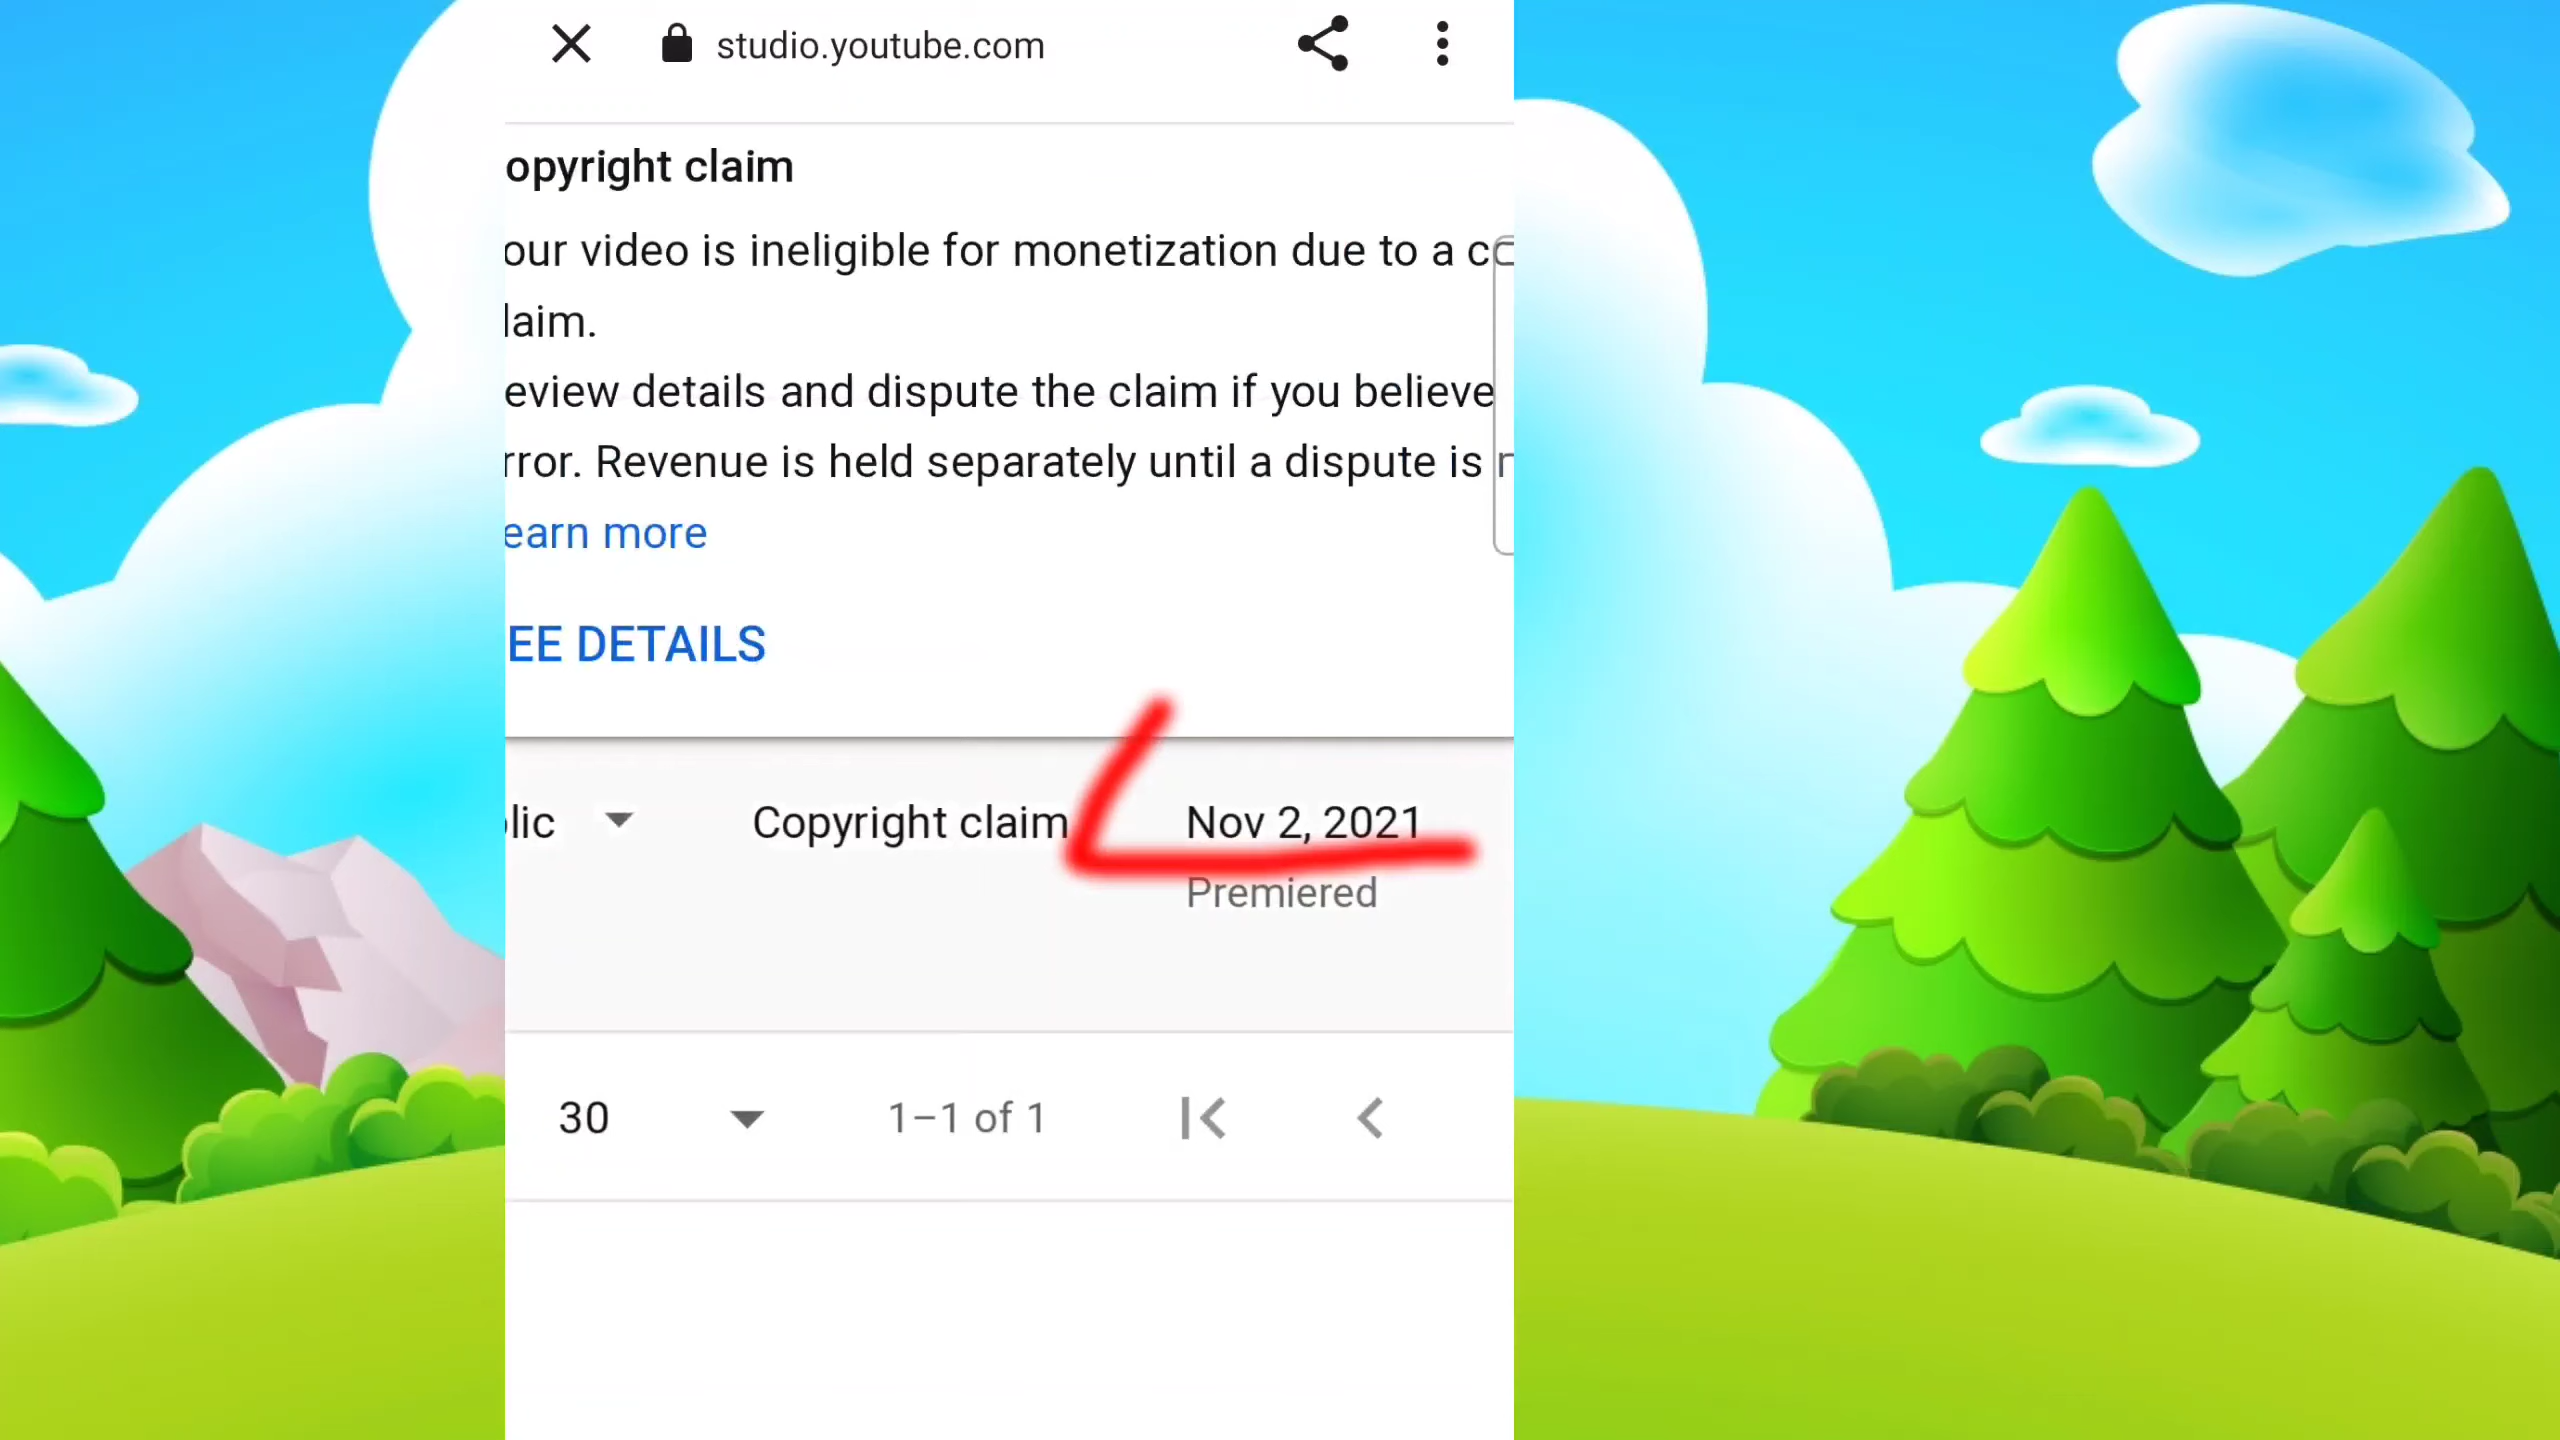 studio.youtube.com
opyright claim
our video is ineligible for monetization due to a
laim.
eview details and dispute the claim if you believe
rror. Revenue is held separately until a dispute is
earn more
EE DETAILS
lic Copyright claim Nov 2, 2021
Premiered
30 1–1 of 1